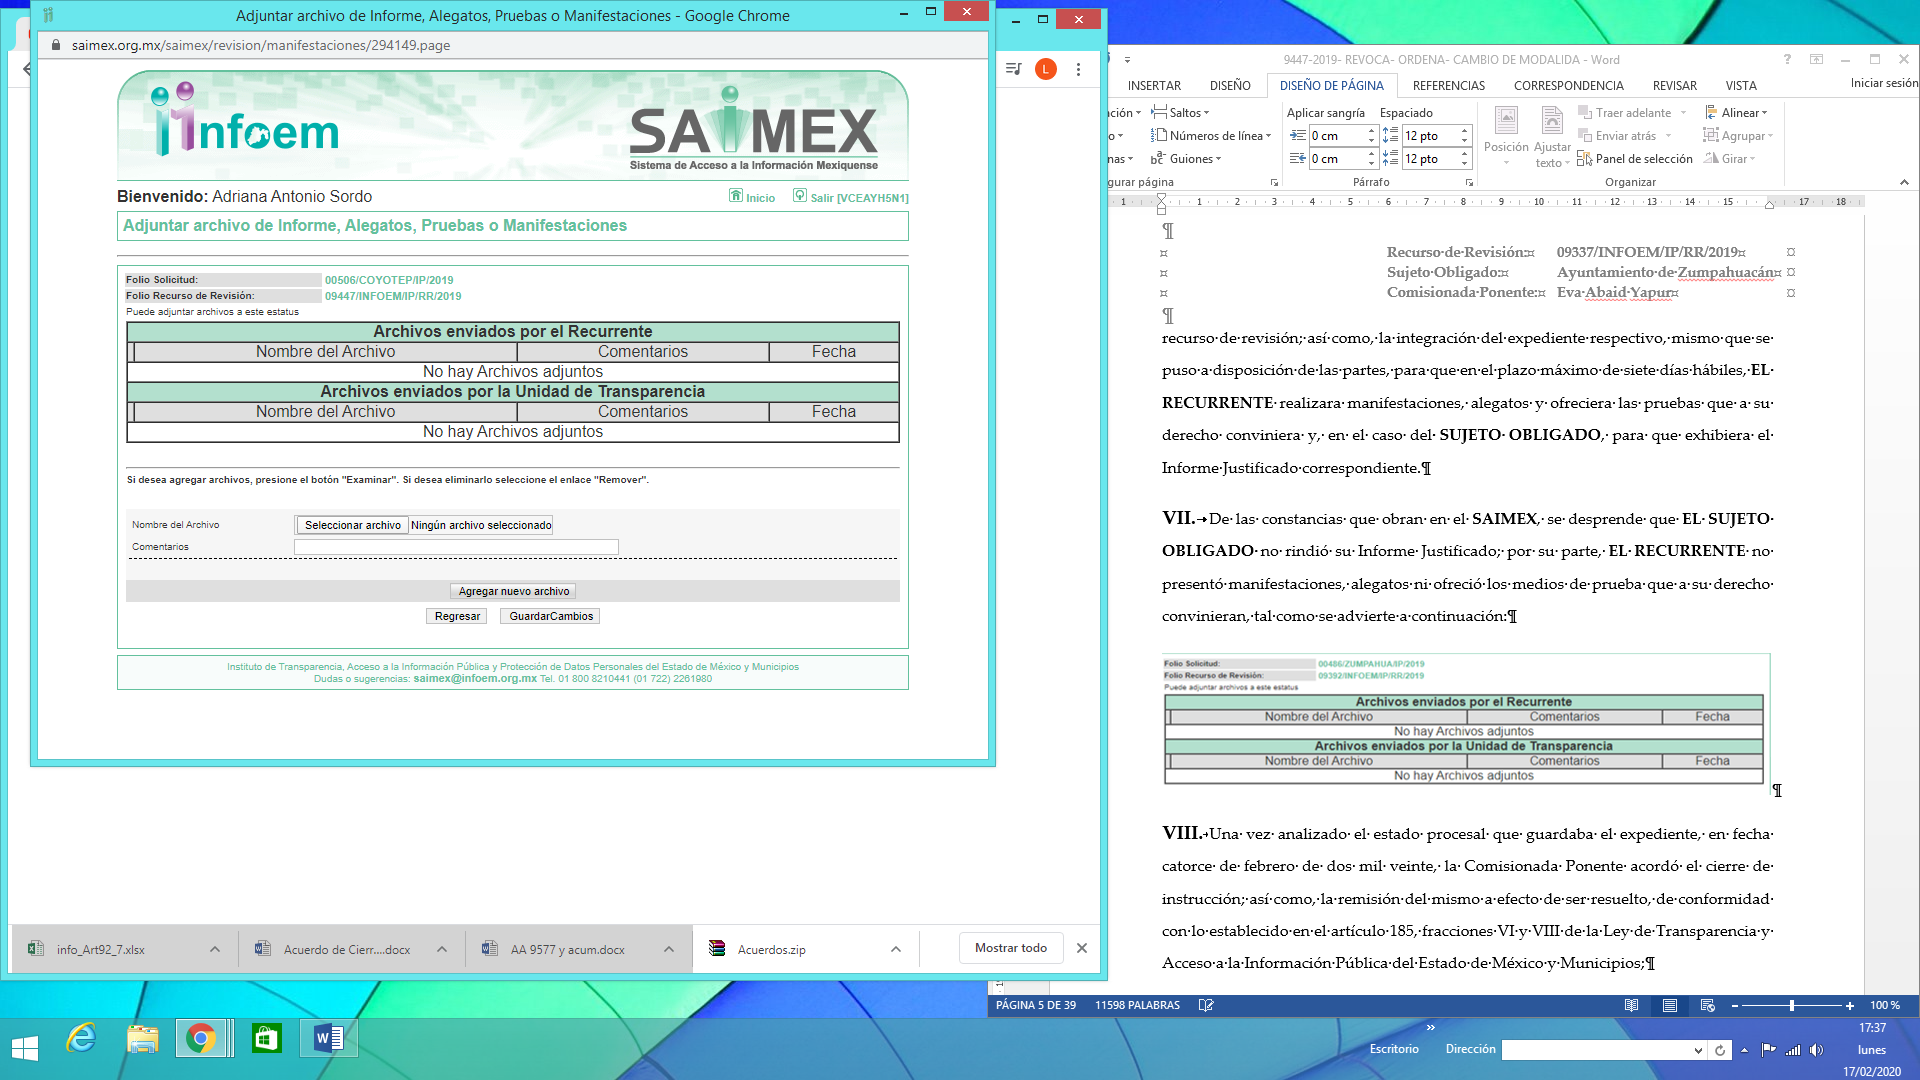 Adjuntar archivo de Informe, Alegatos, Pruebas o Manifestaciones - Google Chrome
saimex.org.mx/saimex/revision/manifestaciones/294149.page
infoem
SAIMEX
Sistema de Acceso a la Información Mexiquense
Bienvenido: Adriana Antonio Sordo
Inicio
Salir [VCEAYH5N1]
Adjuntar archivo de Informe, Alegatos, Pruebas o Manifestaciones
Folio Solicitud: 00506/COYOTEP/IP/2019
Folio Recurso de Revisión: 09447/INFOEM/IP/RR/2019
Puede adjuntar archivos a este estatus
Archivos enviados por el Recurrente
Nombre del Archivo Comentarios Fecha
No hay Archivos adjuntos
Archivos enviados por la Unidad de Transparencia
Nombre del Archivo Comentarios Fecha
No hay Archivos adjuntos
Si desea agregar archivos, presione el botón "Examinar". Si desea eliminarlo seleccione el enlace "Remover".
Nombre del Archivo Seleccionar archivo Ningún archivo seleccionado
Comentarios
Agregar nuevo archivo
Regresar GuardarCambios
Instituto de Transparencia, Acceso a la Información Pública y Protección de Datos Personales del Estado de México y Municipios
Dudas o sugerencias: saimex@infoem.org.mx Tel. 01 800 8210441 (01 722) 2261980
L
info_Art92_7.xlsx
Acuerdo de Cierr....docx
AA 9577 y acum.docx
Acuerdos.zip
Mostrar todo
9447-2019- REVOCA- ORDENA- CAMBIO DE MODALIDA - Word
INSERTAR DISEÑO DISEÑO DE PÁGINA REFERENCIAS CORRESPONDENCIA REVISAR VISTA Iniciar sesión
ción Saltos Aplicar sangría Espaciado Traer adelante Alinear
Números de línea 0 cm 12 pto Enviar atrás Agrupar
nas Guiones 0 cm 12 pto Posición Ajustar texto Panel de selección Girar
gurar página Párrafo Organizar
1 1 2 3 4 5 6 7 8 9 10 11 12 13 14 15 17 18
¶
Recurso·de·Revisión:¤ 09337/INFOEM/IP/RR/2019¤
Sujeto·Obligado:¤ Ayuntamiento·de·Zumpahuacán¤
Comisionada·Ponente:¤ Eva·Abaid·Yapur¤
¶
recurso·de·revisión;·así·como,·la·integración·del·expediente·respectivo,·mismo·que·se·
puso·a·disposición·de·las·partes,·para·que·en·el·plazo·máximo·de·siete·días·hábiles,·EL·
RECURRENTE·realizara·manifestaciones,·alegatos·y·ofreciera·las·pruebas·que·a·su·
derecho·conviniera·y,·en·el·caso·del·SUJETO·OBLIGADO,·para·que·exhibiera·el·
Informe·Justificado·correspondiente.¶
VII.→De·las·constancias·que·obran·en·el·SAIMEX,·se·desprende·que·EL·SUJETO·
OBLIGADO·no·rindió·su·Informe·Justificado;·por·su·parte,·EL·RECURRENTE·no·
presentó·manifestaciones,·alegatos·ni·ofreció·los·medios·de·prueba·que·a·su·derecho·
convinieran,·tal·como·se·advierte·a·continuación:¶
Folio Solicitud: 00486/ZUMPAHUA/IP/2019
Folio Recurso de Revisión: 09392/INFOEM/IP/RR/2019
Puede adjuntar archivos a este estatus
Archivos enviados por el Recurrente
Nombre del Archivo Comentarios Fecha
No hay Archivos adjuntos
Archivos enviados por la Unidad de Transparencia
Nombre del Archivo Comentarios Fecha
No hay Archivos adjuntos
¶
VIII.→Una·vez·analizado·el·estado·procesal·que·guardaba·el·expediente,·en·fecha·
catorce·de·febrero·de·dos·mil·veinte,·la·Comisionada·Ponente·acordó·el·cierre·de·
instrucción;·así·como,·la·remisión·del·mismo·a·efecto·de·ser·resuelto,·de·conformidad·
con·lo·establecido·en·el·artículo·185,·fracciones·VI·y·VIII·de·la·Ley·de·Transparencia·y·
Acceso·a·la·Información·Pública·del·Estado·de·México·y·Municipios;¶
PÁGINA 5 DE 39 11598 PALABRAS 100 %
Escritorio Dirección
17:37
lunes
17/02/2020